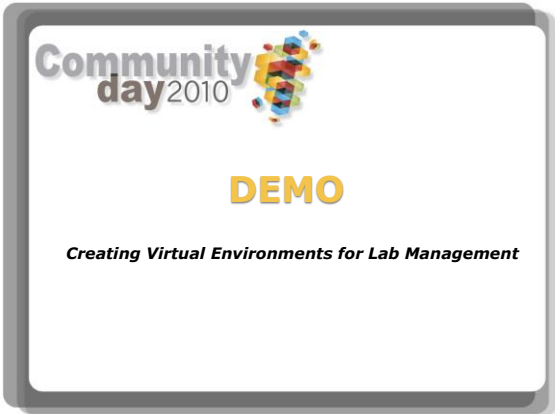 Community
day2010
DEMO
Creating Virtual Environments for Lab Management